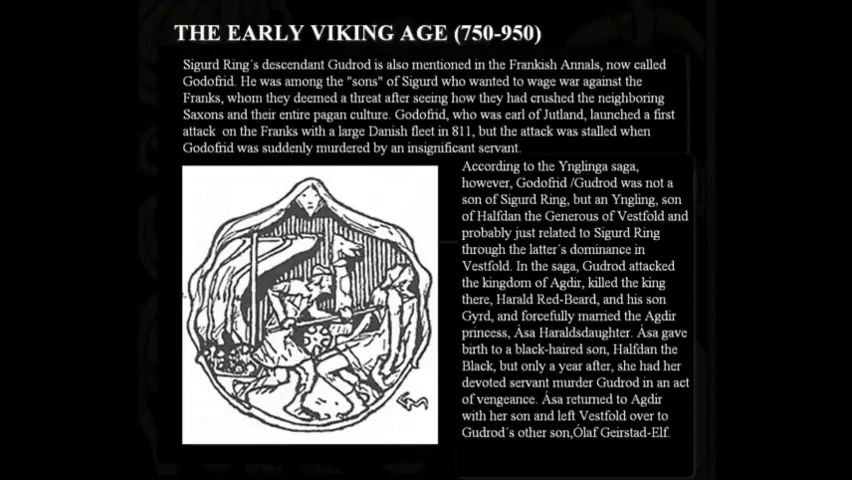 THE EARLY VIKING AGE (750-950)
Sigurd Ring´s descendant Gudrod is also mentioned in the Frankish Annals, now called
Godofrid. He was among the "sons" of Sigurd who wanted to wage war against the
Franks, whom they deemed a threat after seeing how they had crushed the neighboring
Saxons and their entire pagan culture. Godofrid, who was earl of Jutland, launched a first
attack on the Franks with a large Danish fleet in 811, but the attack was stalled when
Godofrid was suddenly murdered by an insignificant servant.
According to the Ynglinga saga,
however, Godofrid /Gudrod was not a
son of Sigurd Ring, but an Yngling, son
of Halfdan the Generous of Vestfold and
probably just related to Sigurd Ring
through the latter´s dominance in
Vestfold. In the saga, Gudrod attacked
the kingdom of Agdir, killed the king
there, Harald Red-Beard, and his son
Gyrd, and forcefully married the Agdir
princess, Ása Haraldsdaughter. Ása gave
birth to a black-haired son, Halfdan the
Black, but only a year after, she had her
devoted servant murder Gudrod in an act
of vengeance. Ása returned to Agdir
with her son and left Vestfold over to
Gudrod´s other son,Ólaf Geirstad-Elf.